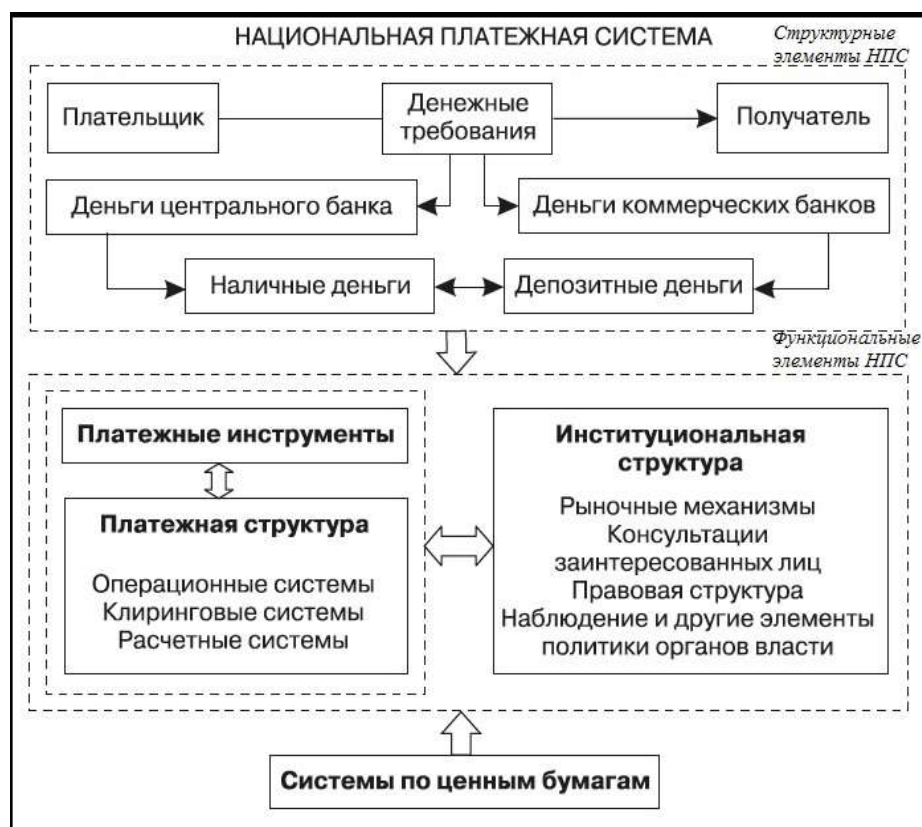 НАЦИОНАЛЬНАЯ ПЛАТЕЖНАЯ СИСТЕМА
Структурные
элементы НПС
Плательщик
Денежные
требования
Получатель
Деньги центрального банка
Деньги коммерческих банков
Наличные деньги
Депозитные деньги
Функциональные
элементы НПС
Платежные инструменты
Платежная структура
Операционные системы
Клиринговые системы
Расчетные системы
Институциональная
структура
Рыночные механизмы
Консультации
заинтересованных лиц
Правовая структура
Наблюдение и другие элементы
политики органов власти
Системы по ценным бумагам